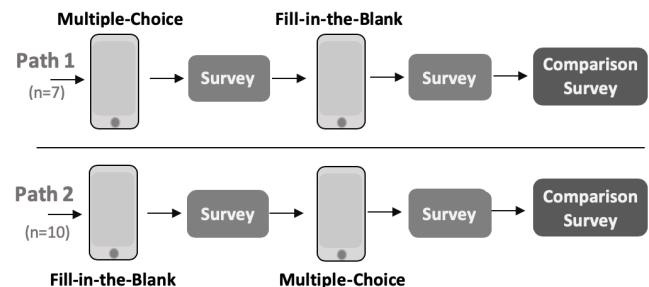 Multiple-Choice
Fill-in-the-Blank
Path 1
(n=7)
Survey
Survey
Comparison
Survey
Path 2
(n=10)
Survey
Survey
Comparison
Survey
Fill-in-the-Blank
Multiple-Choice